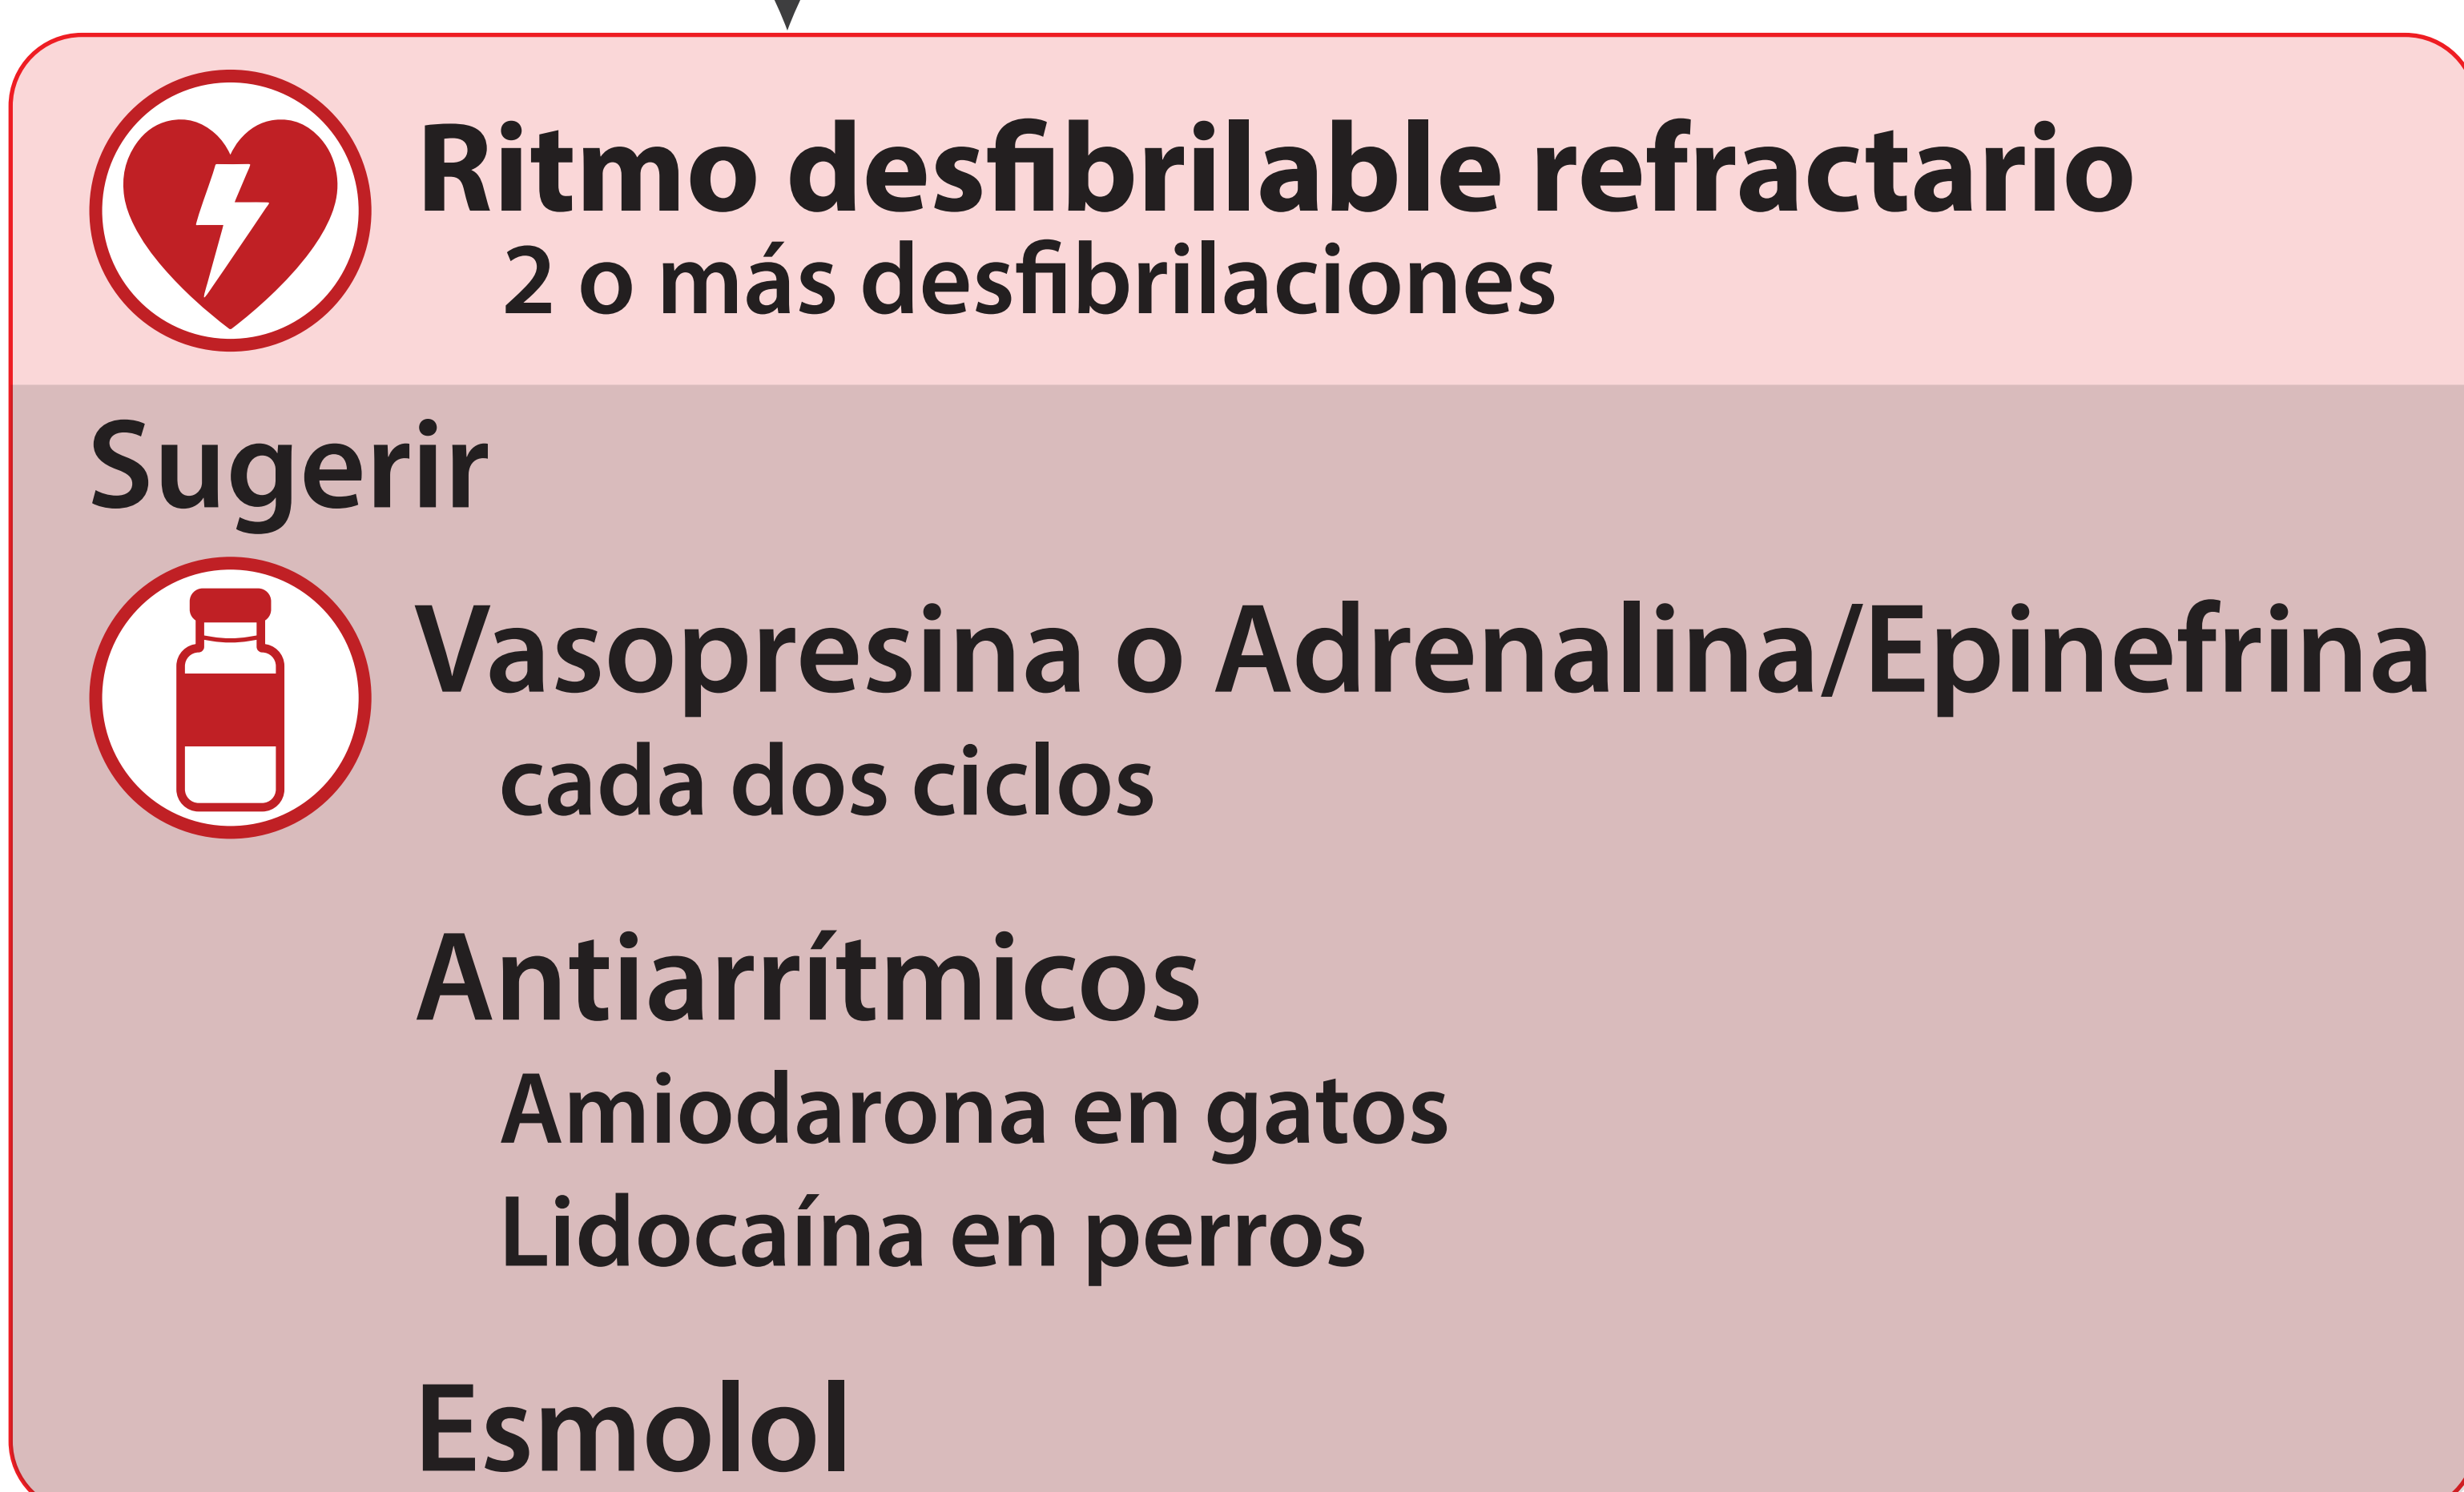 Ritmo desfibrilable refractario
2 o más desfibrilaciones
Sugerir
Vasopresina o Adrenalina/Epinefrina
cada dos ciclos
Antiarrítmicos
Amiodarona en gatos
Lidocaína en perros
Esmolol